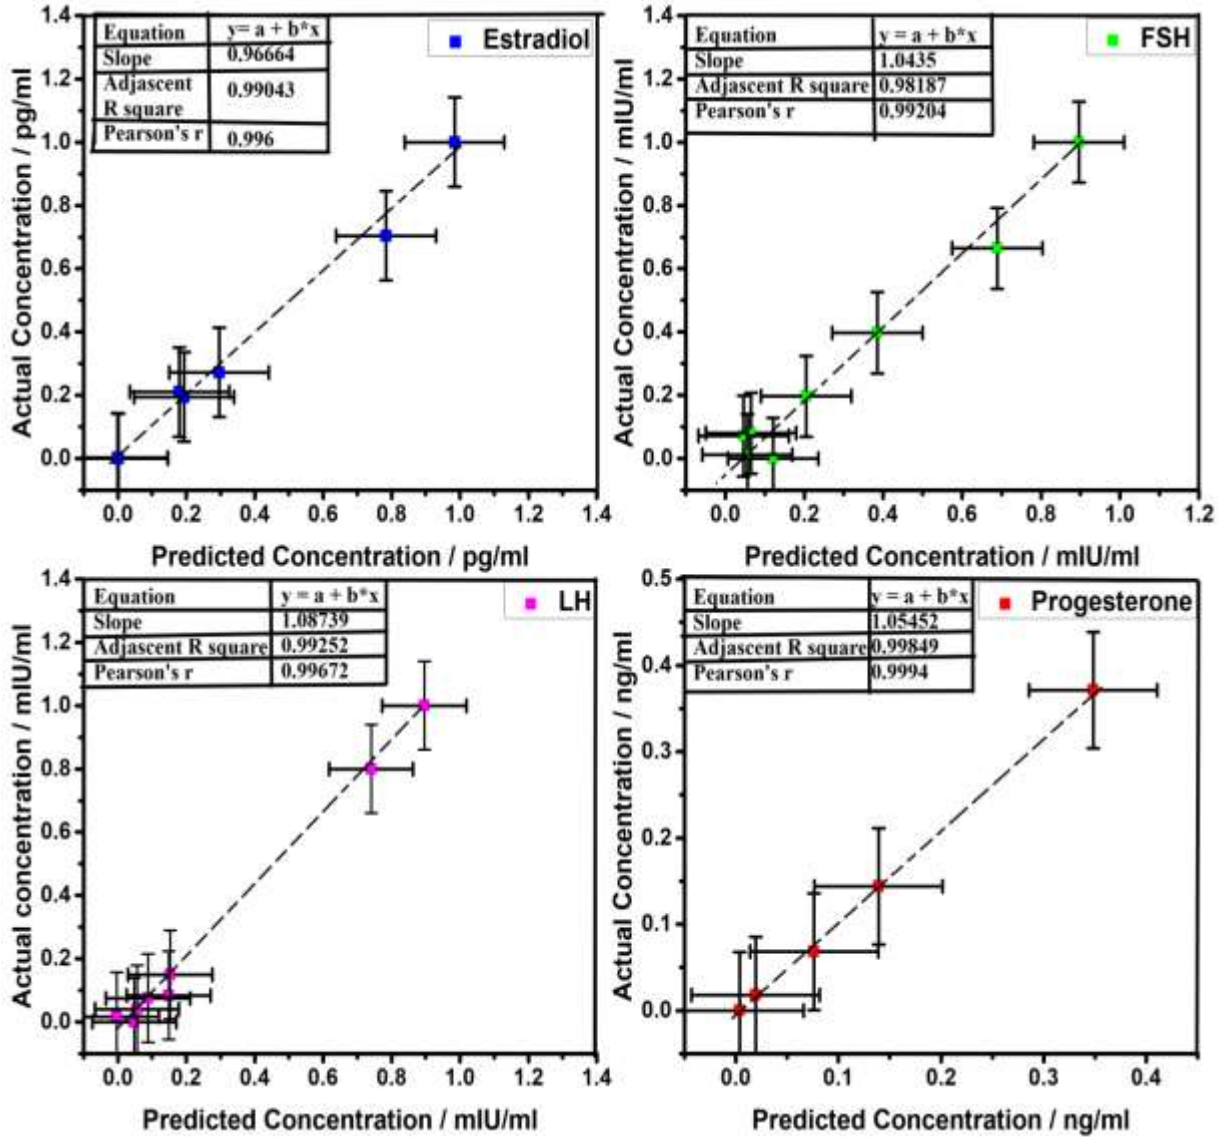 Equation y= a + b*x
Slope 0.96664
Adjascent
R square 0.99043
Pearson's r 0.996
Estradiol
Actual Concentration / pg/ml
1.4
1.2
1.0
0.8
0.6
0.4
0.2
0.0
0.0 0.2 0.4 0.6 0.8 1.0 1.2 1.4
Predicted Concentration / pg/ml
Equation y = a + b*x
Slope 1.0435
Adjascent R square 0.98187
Pearson's r 0.99204
FSH
Actual Concentration / mIU/ml
1.4
1.2
1.0
0.8
0.6
0.4
0.2
0.0
0.0 0.2 0.4 0.6 0.8 1.0 1.2
Predicted Concentration / mIU/ml
Equation y = a + b*x
Slope 1.08739
Adjascent R square 0.99252
Pearson's r 0.99672
LH
Actual concentration / mIU/ml
1.4
1.2
1.0
0.8
0.6
0.4
0.2
0.0
0.0 0.2 0.4 0.6 0.8 1.0 1.2 1.4
Predicted Concentration / mIU/ml
Equation y = a + b*x
Slope 1.05452
Adjascent R square 0.99849
Pearson's r 0.9994
Progesterone
Actual Concentration / ng/ml
0.5
0.4
0.3
0.2
0.1
0.0
0.0 0.1 0.2 0.3 0.4
Predicted Concentration / ng/ml